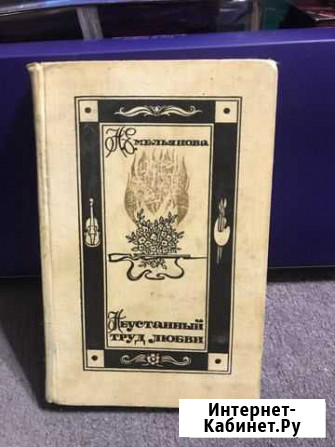 Н. Емельянова
Неустанный
труд любви
Интернет-
Кабинет.Ру